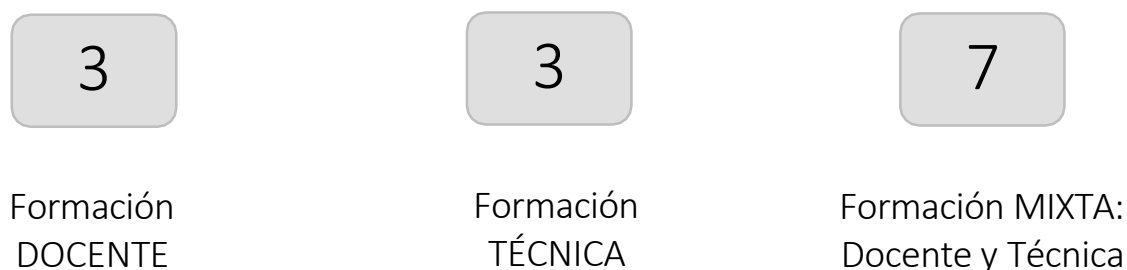 3
3
7
Formación
DOCENTE
Formación
TÉCNICA
Formación MIXTA:
Docente y Técnica